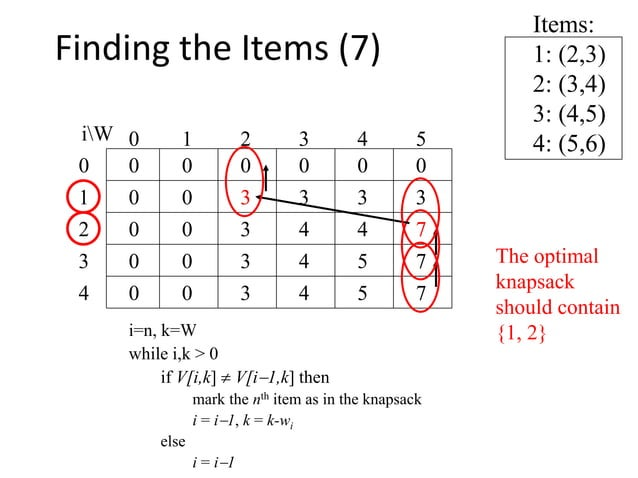 Finding the Items (7)
Items:
1: (2,3)
2: (3,4)
3: (4,5)
4: (5,6)
i\W 0 1 2 3 4 5
0 0 0 0 0 0 0
1 0 0 3 3 3 3
2 0 0 3 4 4 7
3 0 0 3 4 5 7
4 0 0 3 4 5 7
The optimal
knapsack
should contain
{1, 2}
i=n, k=W
while i,k > 0
if V[i,k] ≠ V[i−1,k] then
mark the nth item as in the knapsack
i = i−1, k = k-wi
else
i = i−1